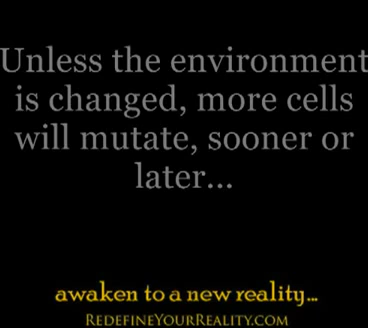 Unless the environment
is changed, more cells
will mutate, sooner or
later...
awaken to a new reality...
REDEFINEYOURREALITY.COM